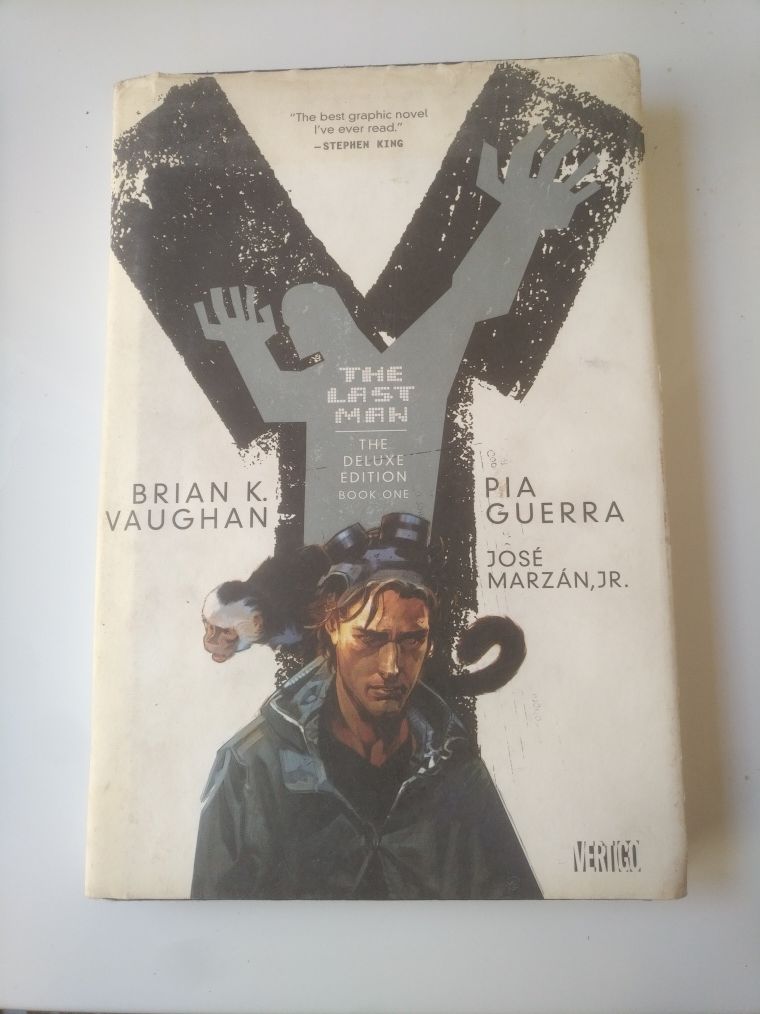 “The best graphic novel
I’ve ever read.”
—STEPHEN KING
Y
THE
LAST
MAN
THE
DELUXE
EDITION
BOOK ONE
BRIAN K.
VAUGHAN
PIA
GUERRA
JOSÉ
MARZÁN, JR.
VERTIGO